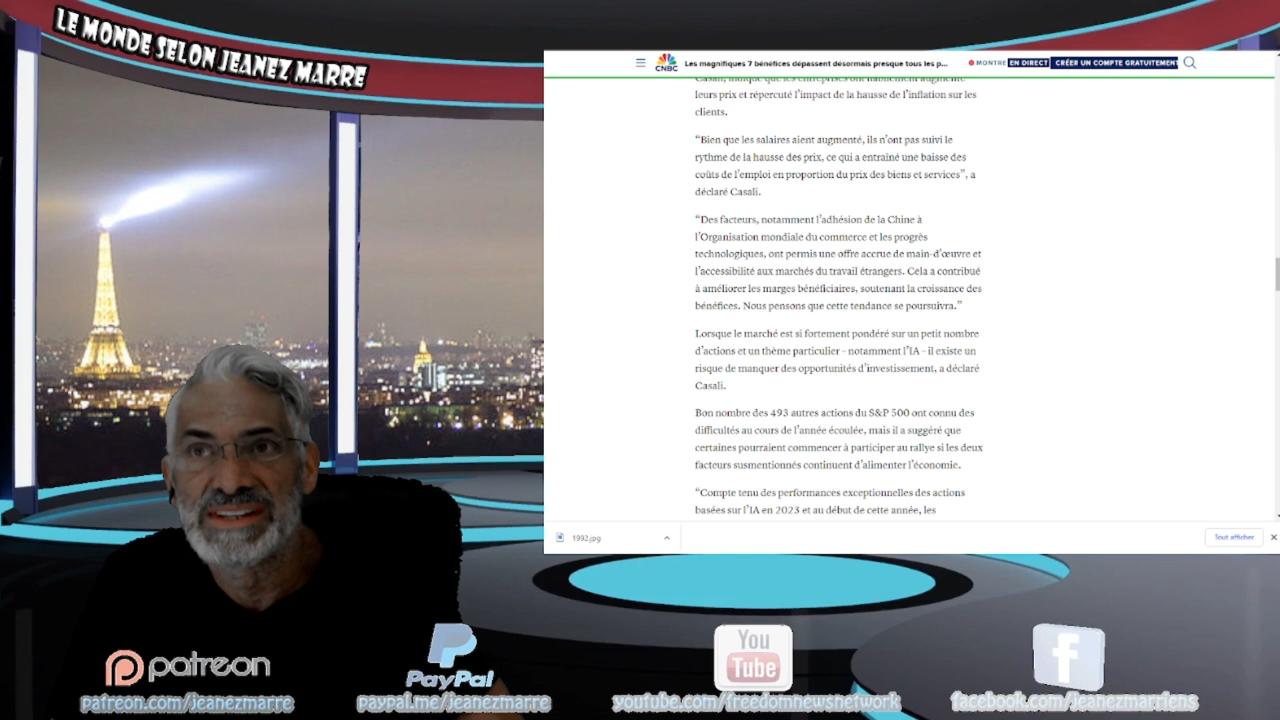 LE MONDE SELON JEANEZ MARRE
CNBC
Les magnifiques 7 bénéfices dépassent désormais presque tous les p...
MONTRE EN DIRECT CRÉER UN COMPTE GRATUITEMENT
Casali, indique que les entreprises ont habilement augmenté
leurs prix et répercuté l'impact de la hausse de l'inflation sur les
clients.
“Bien que les salaires aient augmenté, ils n'ont pas suivi le
rythme de la hausse des prix, ce qui a entraîné une baisse des
coûts de l'emploi en proportion du prix des biens et services”, a
déclaré Casali.
“Des facteurs, notamment l'adhésion de la Chine à
l'Organisation mondiale du commerce et les progrès
technologiques, ont permis une offre accrue de main-d'œuvre et
l'accessibilité aux marchés du travail étrangers. Cela a contribué
à améliorer les marges bénéficiaires, soutenant la croissance des
bénéfices. Nous pensons que cette tendance se poursuivra.”
Lorsque le marché est si fortement pondéré sur un petit nombre
d'actions et un thème particulier – notamment l'IA – il existe un
risque de manquer des opportunités d'investissement, a déclaré
Casali.
Bon nombre des 493 autres actions du S&P 500 ont connu des
difficultés au cours de l'année écoulée, mais il a suggéré que
certaines pourraient commencer à participer au rallye si les deux
facteurs susmentionnés continuent d'alimenter l'économie.
“Compte tenu des performances exceptionnelles des actions
basées sur l'IA en 2023 et au début de cette année, les
1992.jpg
Tout afficher
patreon
patreon.com/jeanezmarre
PayPal
paypal.me/jeanezmarre
You
Tube
youtube.com/freedomnewsnetwork
f
facebook.com/jeanezmarriens